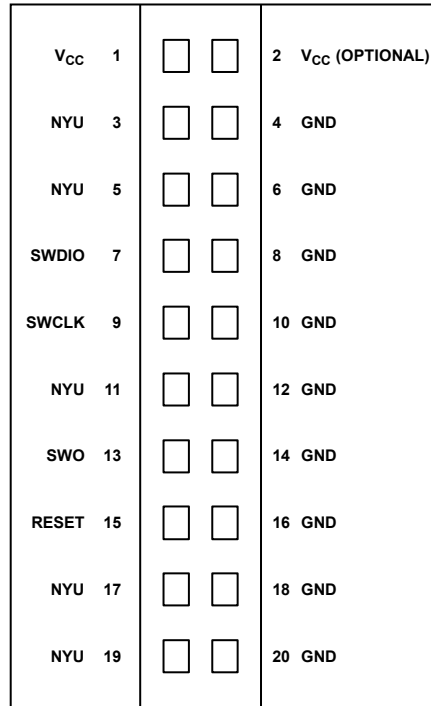 VCC 1 2 VCC (OPTIONAL)
NYU 3 4 GND
NYU 5 6 GND
SWDIO 7 8 GND
SWCLK 9 10 GND
NYU 11 12 GND
SWO 13 14 GND
RESET 15 16 GND
NYU 17 18 GND
NYU 19 20 GND